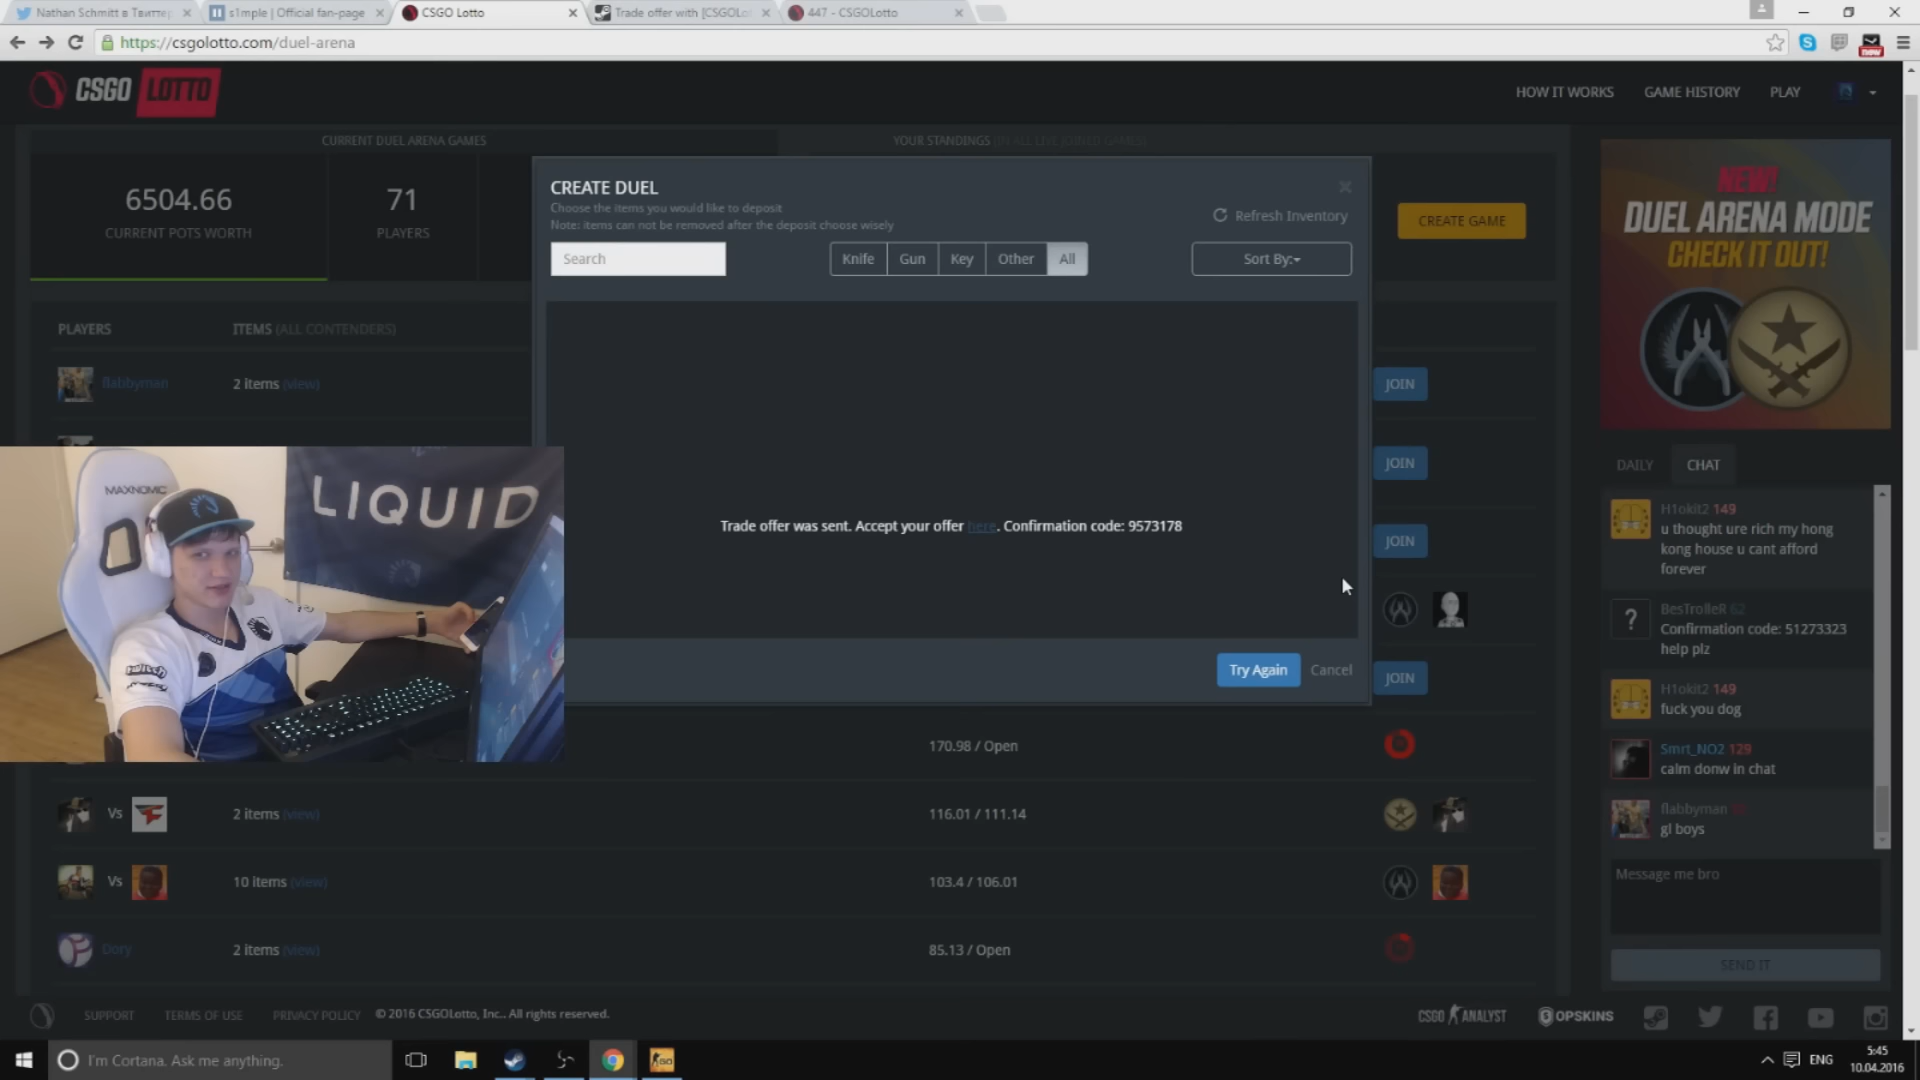 Nathan Schmitt в Твиттер
s1mple | Official fan-page
CSGO Lotto
Trade offer with [CSGOLo
447 - CSGOLotto
https://csgolotto.com/duel-arena
CSGO LOTTO
HOW IT WORKS
GAME HISTORY
PLAY
CURRENT DUEL ARENA GAMES
YOUR STANDINGS (IN ALL LIVE JOINED GAMES)
6504.66
CURRENT POTS WORTH
71
PLAYERS
CREATE DUEL
Choose the items you would like to deposit
Note: items can not be removed after the deposit choose wisely
Refresh Inventory
Search
Knife
Gun
Key
Other
All
Sort By:
CREATE GAME
NEW!
DUEL ARENA MODE
CHECK IT OUT!
PLAYERS
ITEMS (ALL CONTENDERS)
flabbyman
2 items (view)
JOIN
JOIN
JOIN
JOIN
MAXNOMIC
LIQUID
twitch
Trade offer was sent. Accept your offer here. Confirmation code: 9573178
Try Again
Cancel
170.98 / Open
Vs
2 items (view)
116.01 / 111.14
Vs
10 items (view)
103.4 / 106.01
Dory
2 items (view)
85.13 / Open
DAILY
CHAT
H1okit2 149
u thought ure rich my hong
kong house u cant afford
forever
BesTrolleR 62
Confirmation code: 51273323
help plz
H1okit2 149
fuck you dog
Smrt_NO2 129
calm donw in chat
flabbyman
gl boys
Message me bro
SEND IT
SUPPORT
TERMS OF USE
PRIVACY POLICY
© 2016 CSGOLotto, Inc.. All rights reserved.
CSGO ANALYST
OPSKINS
I'm Cortana. Ask me anything.
ENG
5:45
10.04.2016